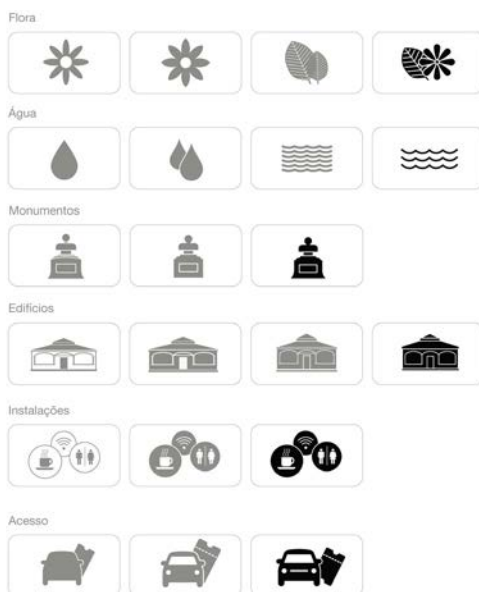 Flora
Água
Monumentos
Edifícios
Instalações
Acesso